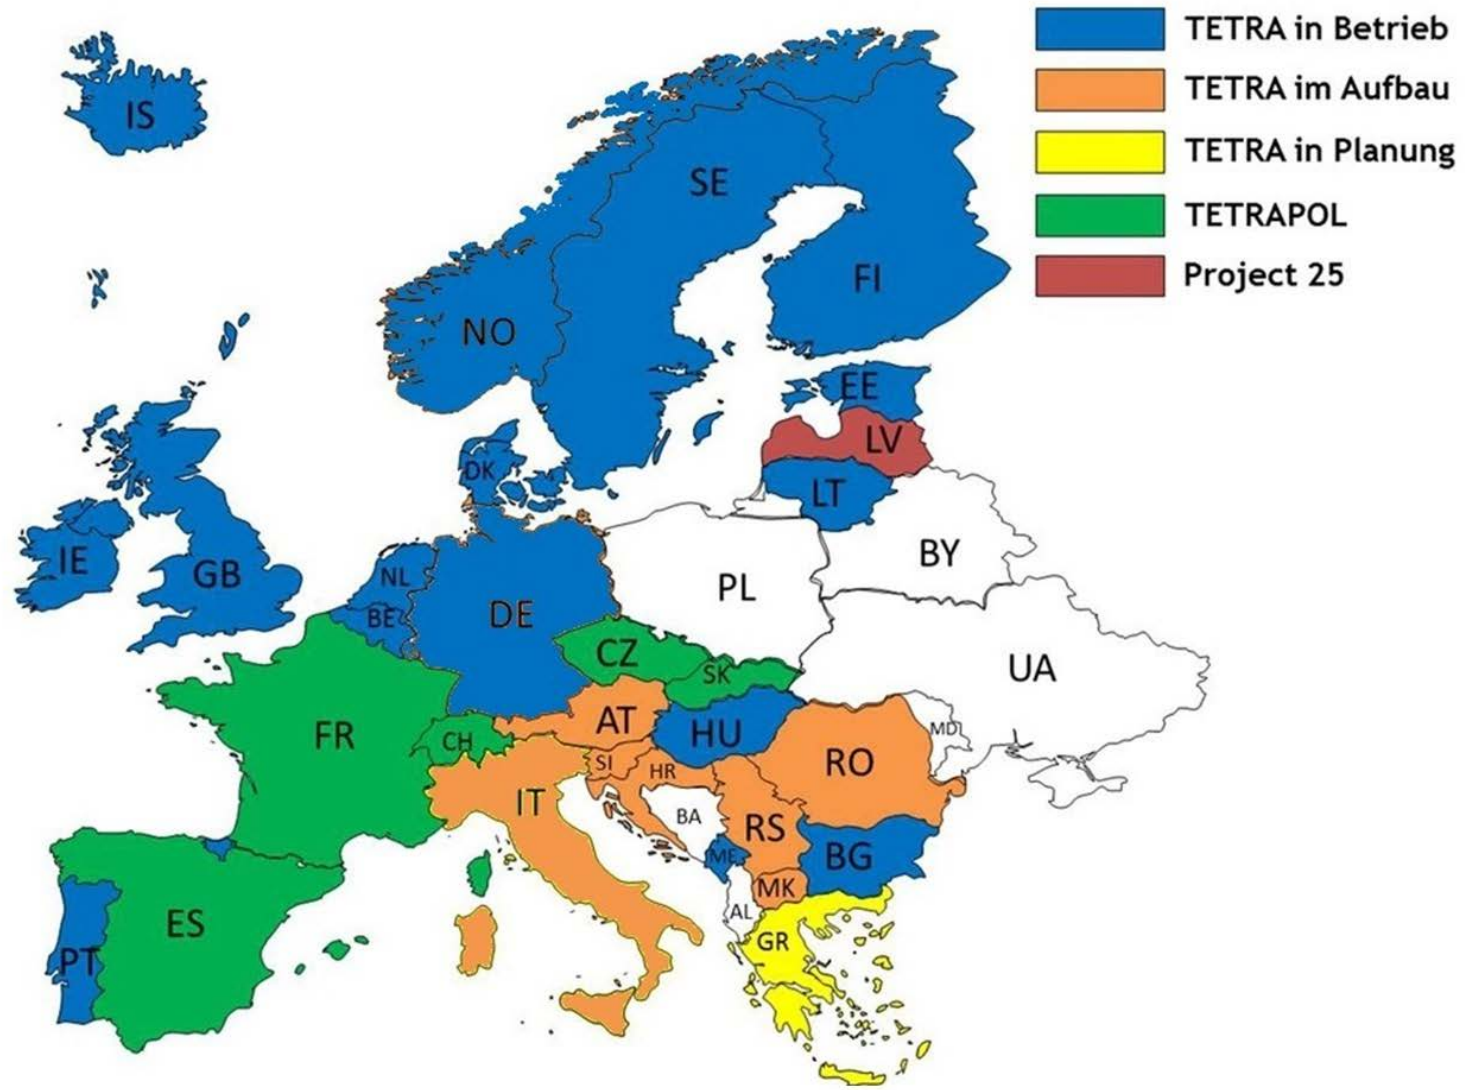 TETRA in Betrieb
TETRA im Aufbau
TETRA in Planung
TETRAPOL
Project 25
IS
SE
FI
NO
EE
LV
DK
LT
IE
GB
NL
BE
DE
PL
BY
CZ
SK
UA
FR
CH
AT
HU
MD
SI
HR
RO
IT
BA
RS
ME
BG
MK
AL
GR
ES
PT